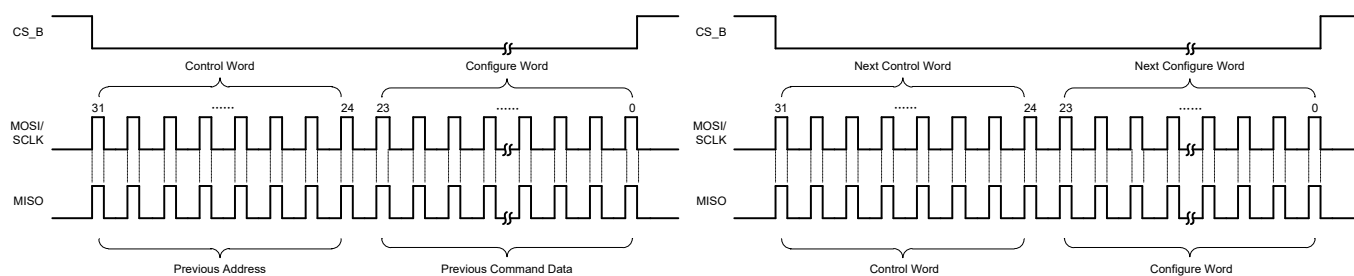 CS_B
Control Word
Configure Word
31 ...... 24 23 ...... 0
MOSI/
SCLK
MISO
Previous Address
Previous Command Data
CS_B
Next Control Word
Next Configure Word
31 ...... 24 23 ...... 0
MOSI/
SCLK
MISO
Control Word
Configure Word